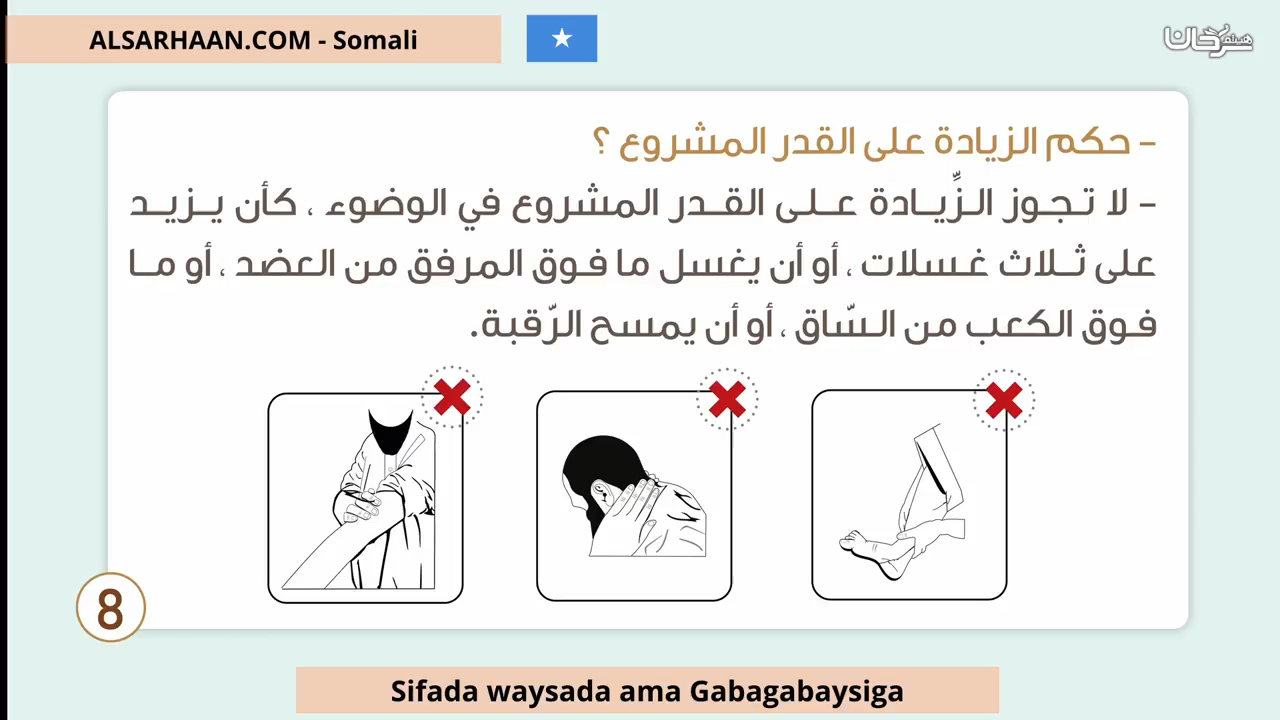 ALSARHAAN.COM - Somali
هيثم سرحان
- حكم الزيادة على القدر المشروع ؟
- لا تجوز الزِّيادة على القدر المشروع في الوضوء ، كأن يزيد
على ثلاث غسلات ، أو أن يغسل ما فوق المرفق من العضد ، أو ما
فوق الكعب من السّاق ، أو أن يمسح الرّقبة.
8
Sifada waysada ama Gabagabaysiga